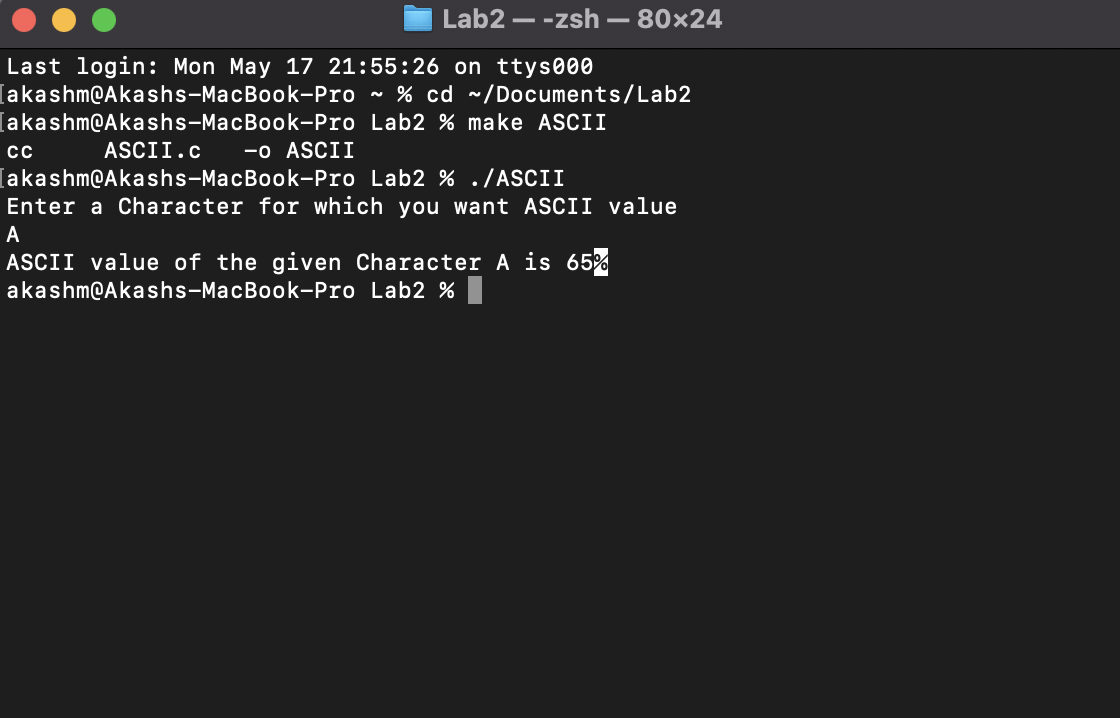 Lab2 — -zsh — 80×24
Last login: Mon May 17 21:55:26 on ttys000
[akashm@Akashs-MacBook-Pro ~ % cd ~/Documents/Lab2
[akashm@Akashs-MacBook-Pro Lab2 % make ASCII
cc     ASCII.c   -o ASCII
[akashm@Akashs-MacBook-Pro Lab2 % ./ASCII
Enter a Character for which you want ASCII value
A
ASCII value of the given Character A is 65%
akashm@Akashs-MacBook-Pro Lab2 %